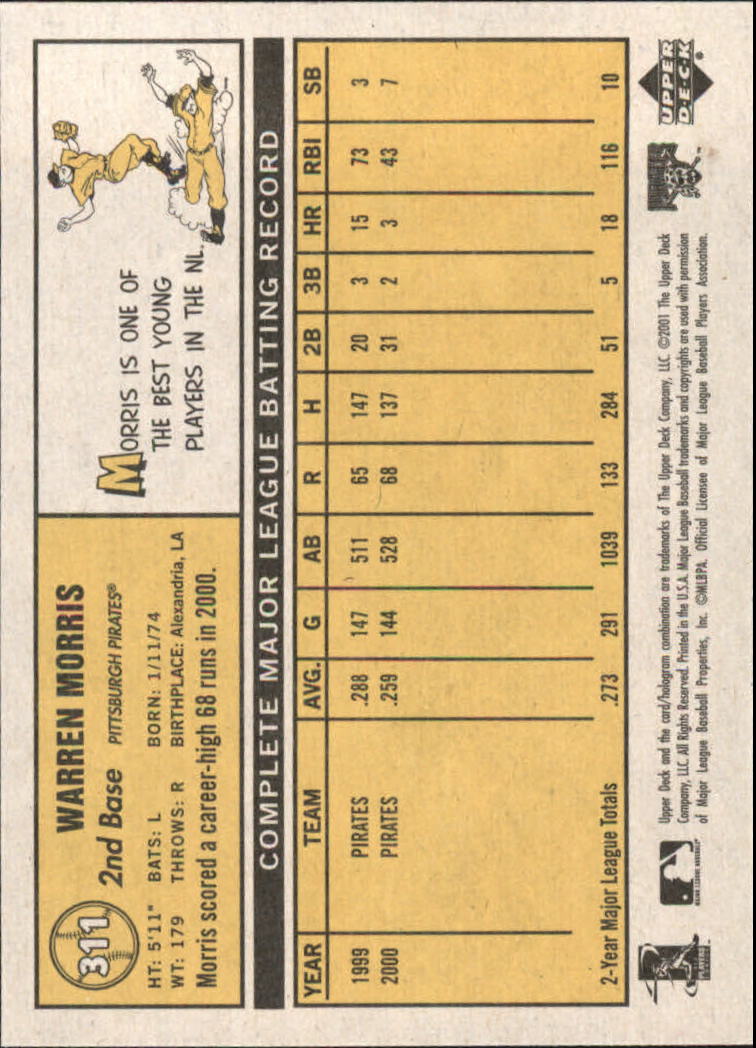 311
WARREN MORRIS
2nd Base PITTSBURGH PIRATES®
HT: 5'11" BATS: L BORN: 1/11/74
WT: 179 THROWS: R BIRTHPLACE: Alexandria, LA
Morris scored a career-high 68 runs in 2000.
MORRIS IS ONE OF
THE BEST YOUNG
PLAYERS IN THE NL.
COMPLETE MAJOR LEAGUE BATTING RECORD
YEAR TEAM AVG. G AB R H 2B 3B HR RBI SB
1999 PIRATES .288 147 511 65 147 20 3 15 73 3
2000 PIRATES .259 144 528 68 137 31 2 3 43 7
2-Year Major League Totals .273 291 1039 133 284 51 5 18 116 10
PLAYERS
MAJOR LEAGUE BASEBALL
Upper Deck and the card/hologram combination are trademarks of The Upper Deck Company, LLC. ©2001 The Upper Deck
Company, LLC. All Rights Reserved. Printed in the U.S.A. Major League Baseball trademarks and copyrights are used with permission
of Major League Baseball Properties, Inc. ©MLBPA. Official Licensee of Major League Baseball Players Association.
UPPER
DECK